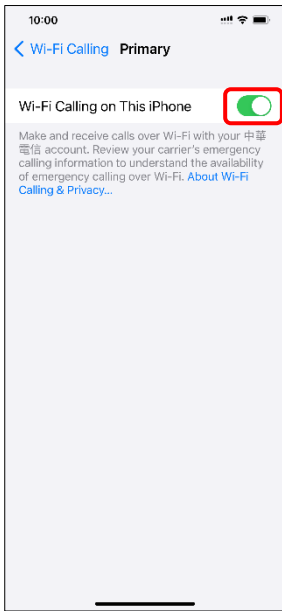 10:00
Wi-Fi Calling Primary
Wi-Fi Calling on This iPhone
Make and receive calls over Wi-Fi with your 中華
電信 account. Review your carrier's emergency
calling information to understand the availability
of emergency calling over Wi-Fi. About Wi-Fi
Calling & Privacy...